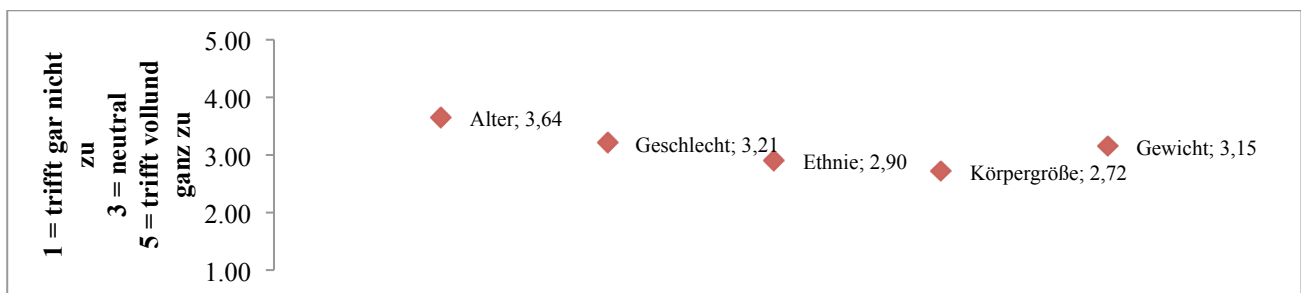 1 = trifft gar nicht
zu
3 = neutral
5 = trifft vollund
ganz zu
5.00
4.00
3.00
2.00
1.00
Alter; 3,64
Geschlecht; 3,21
Ethnie; 2,90
Körpergröße; 2,72
Gewicht; 3,15